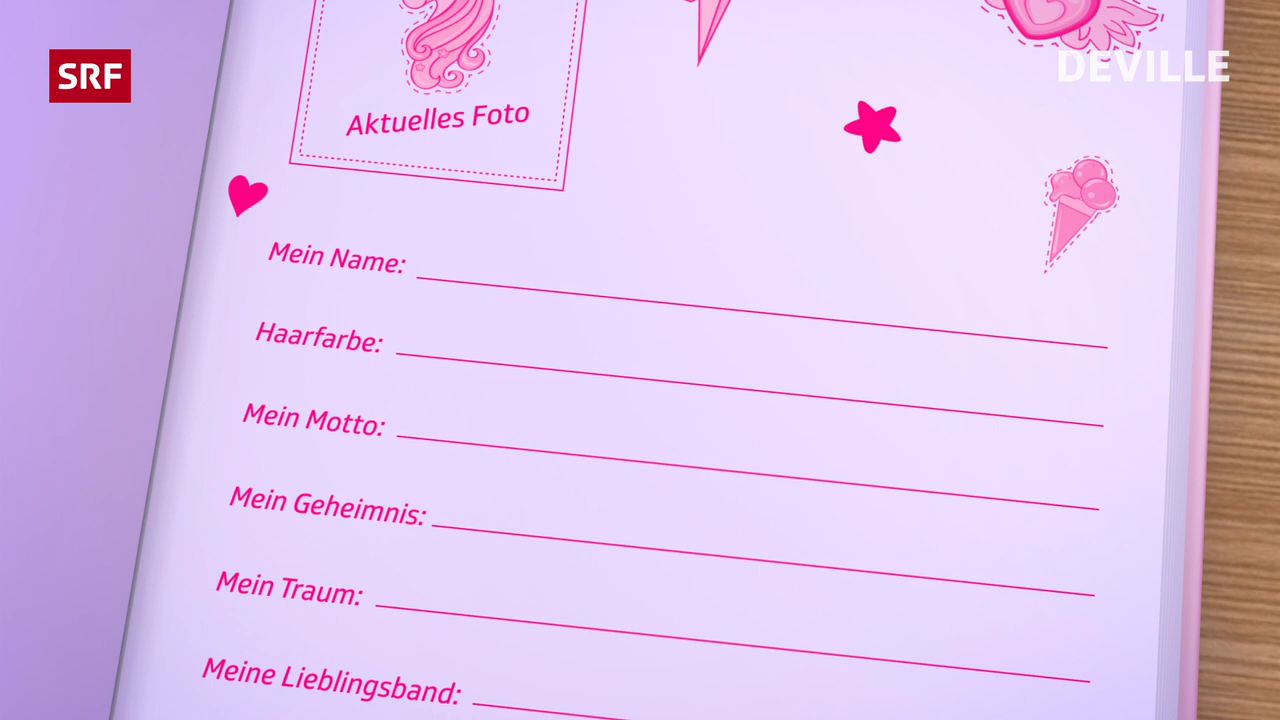 SRF
DEVILLE
Aktuelles Foto
Mein Name:
Haarfarbe:
Mein Motto:
Mein Geheimnis:
Mein Traum:
Meine Lieblingsband: